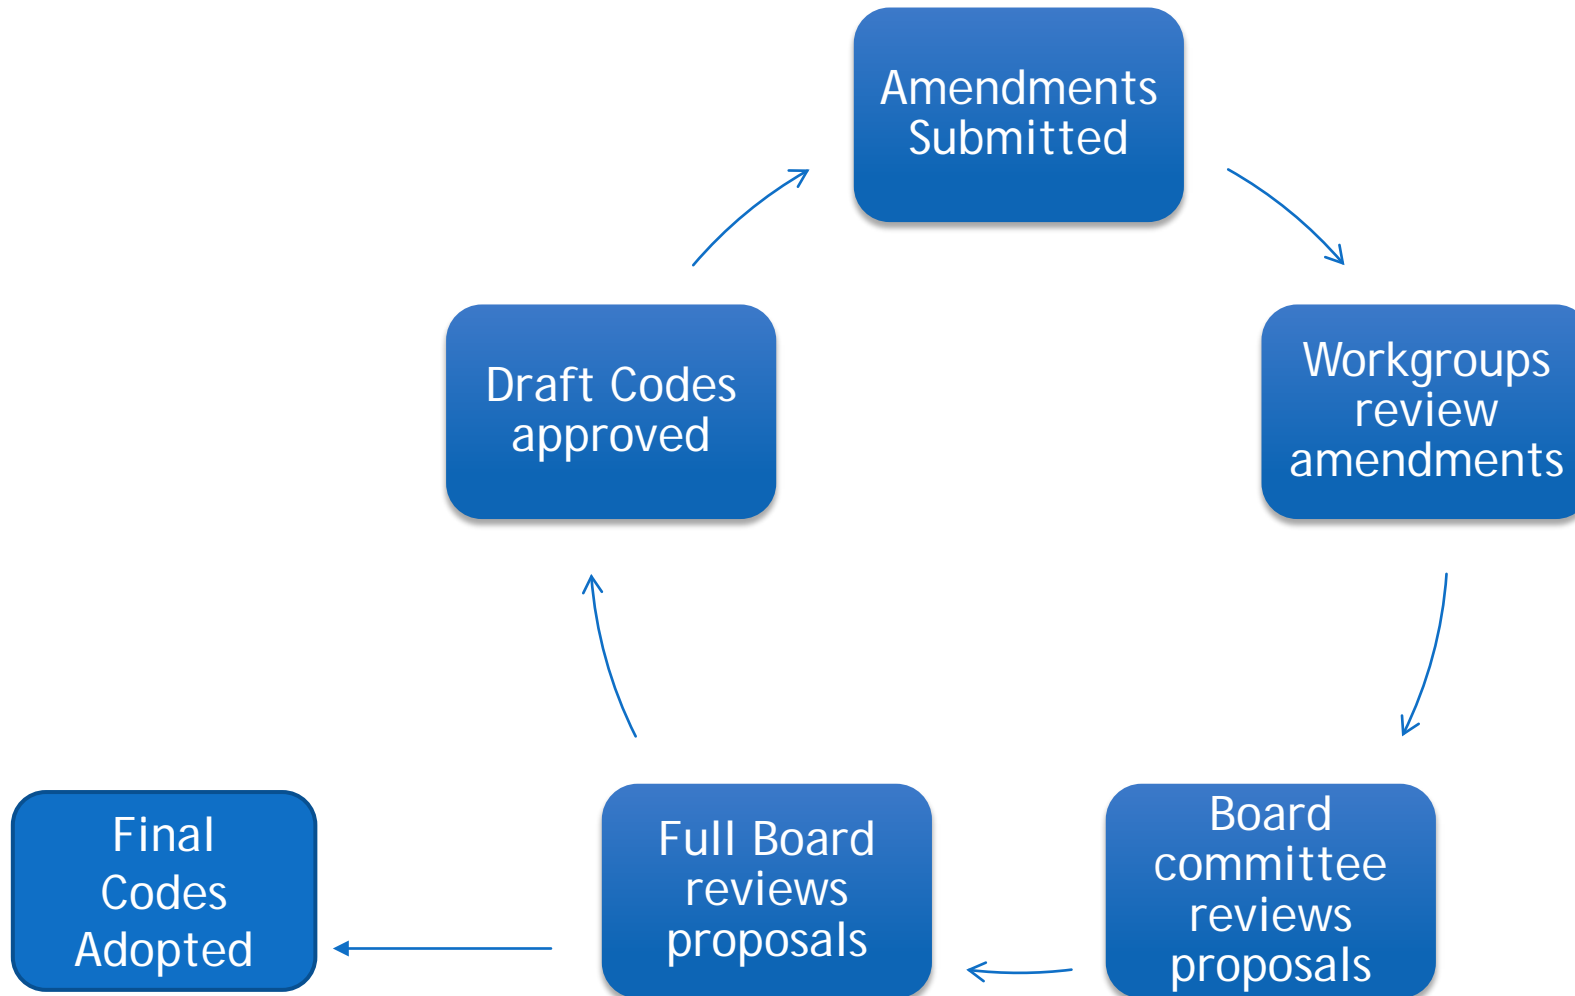 Amendments
Submitted
Workgroups
review
amendments
Board
committee
reviews
proposals
Full Board
reviews
proposals
Draft Codes
approved
Final
Codes
Adopted